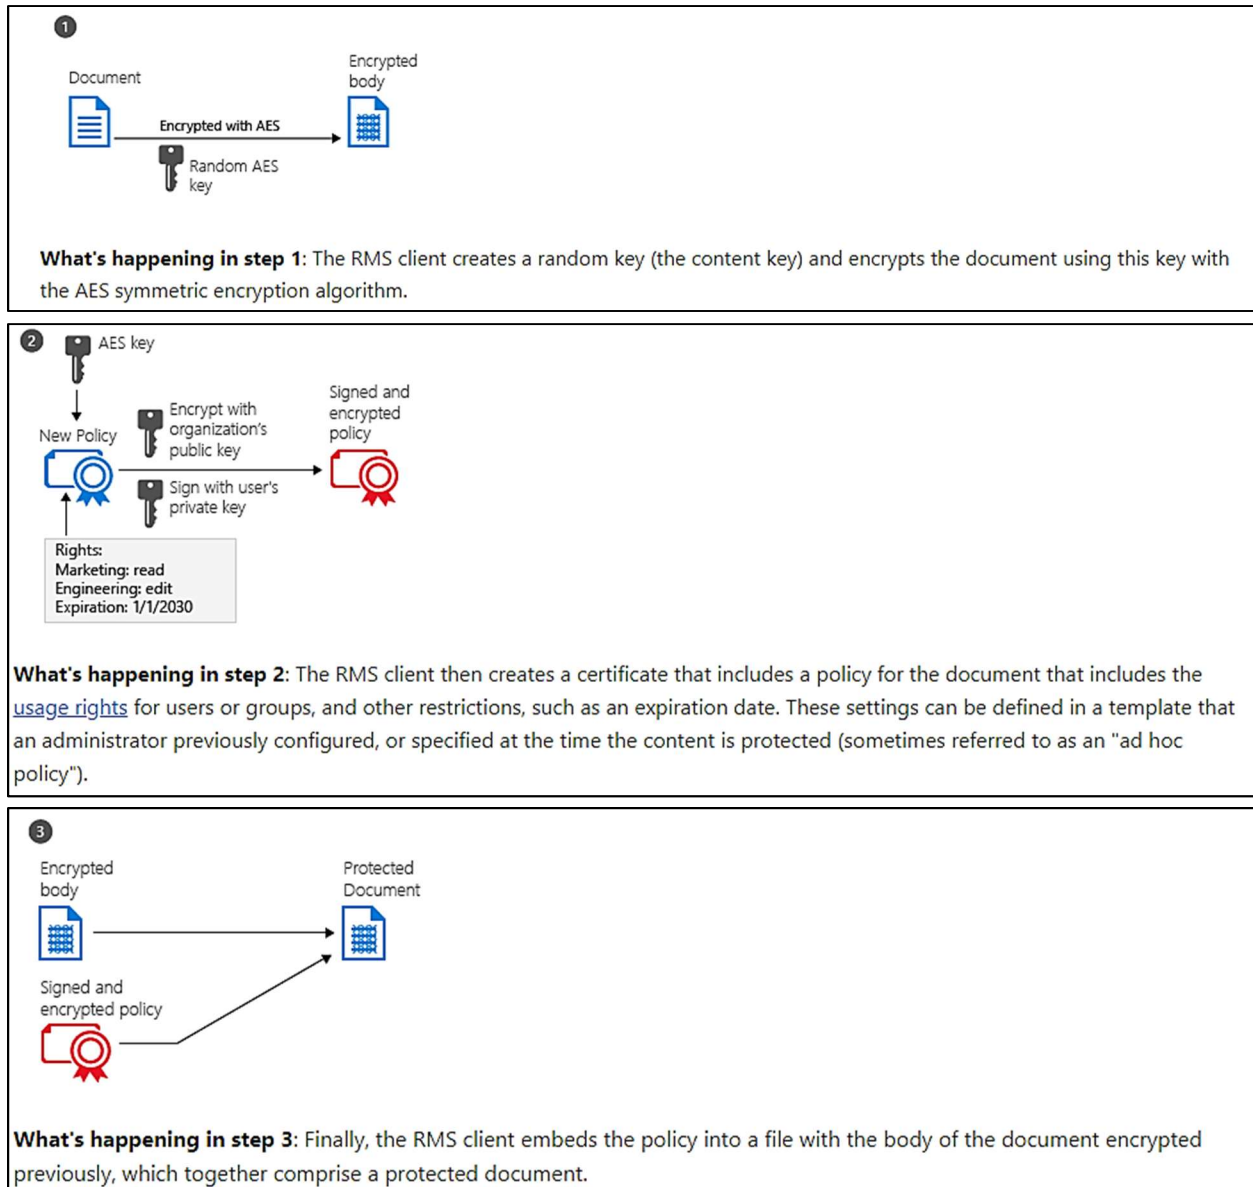 1
Document
Encrypted
body
Encrypted with AES
Random AES
key
What's happening in step 1: The RMS client creates a random key (the content key) and encrypts the document using this key with
the AES symmetric encryption algorithm.
2
AES key
New Policy
Encrypt with
organization's
public key
Sign with user's
private key
Signed and
encrypted
policy
Rights:
Marketing: read
Engineering: edit
Expiration: 1/1/2030
What's happening in step 2: The RMS client then creates a certificate that includes a policy for the document that includes the
usage rights for users or groups, and other restrictions, such as an expiration date. These settings can be defined in a template that
an administrator previously configured, or specified at the time the content is protected (sometimes referred to as an "ad hoc
policy").
3
Encrypted
body
Protected
Document
Signed and
encrypted policy
What's happening in step 3: Finally, the RMS client embeds the policy into a file with the body of the document encrypted
previously, which together comprise a protected document.